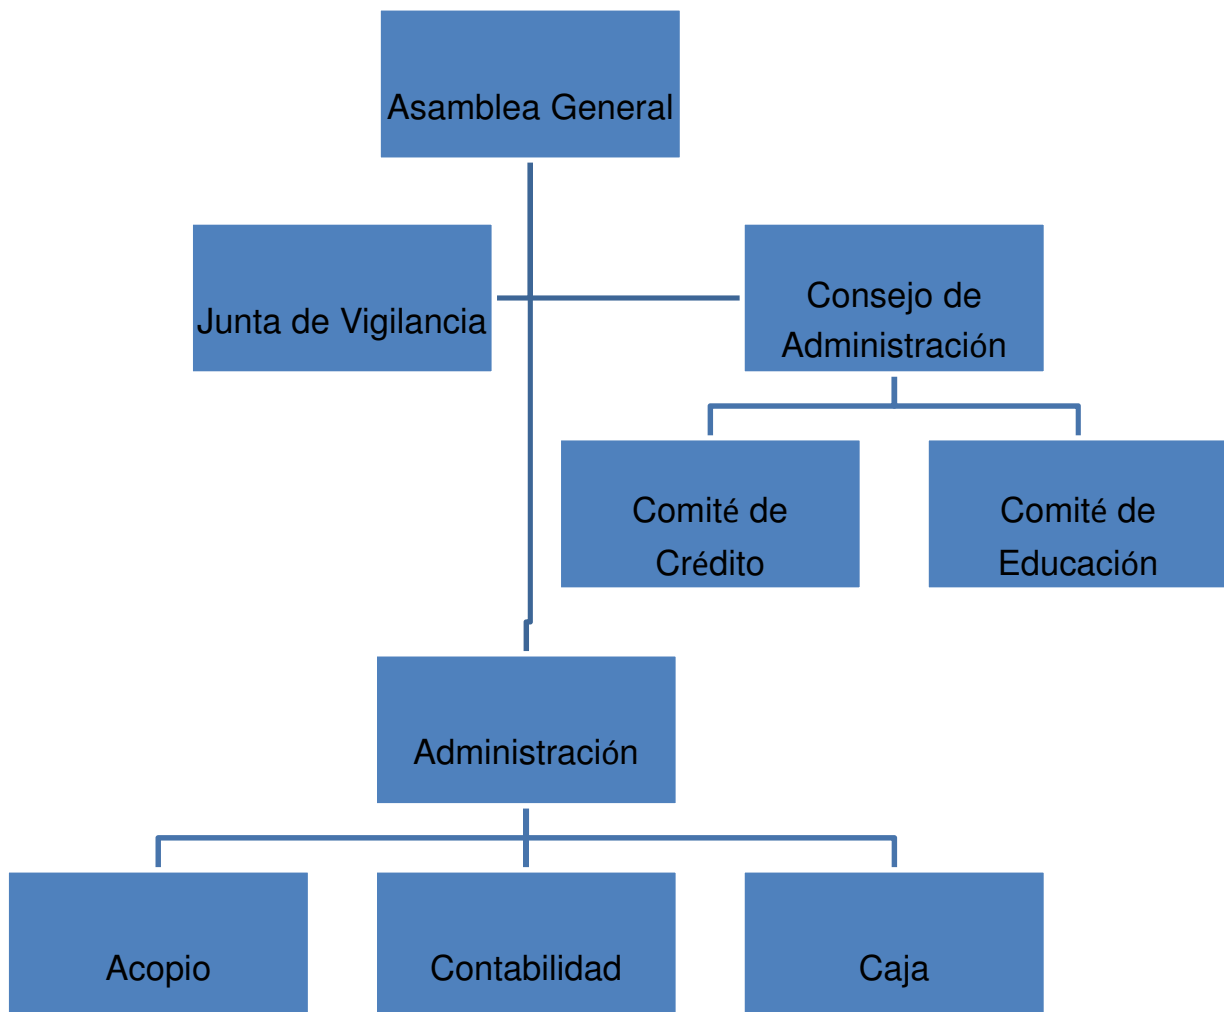 Asamblea General
Junta de Vigilancia
Consejo de
Administración
Comité de
Crédito
Comité de
Educación
Administración
Acopio
Contabilidad
Caja